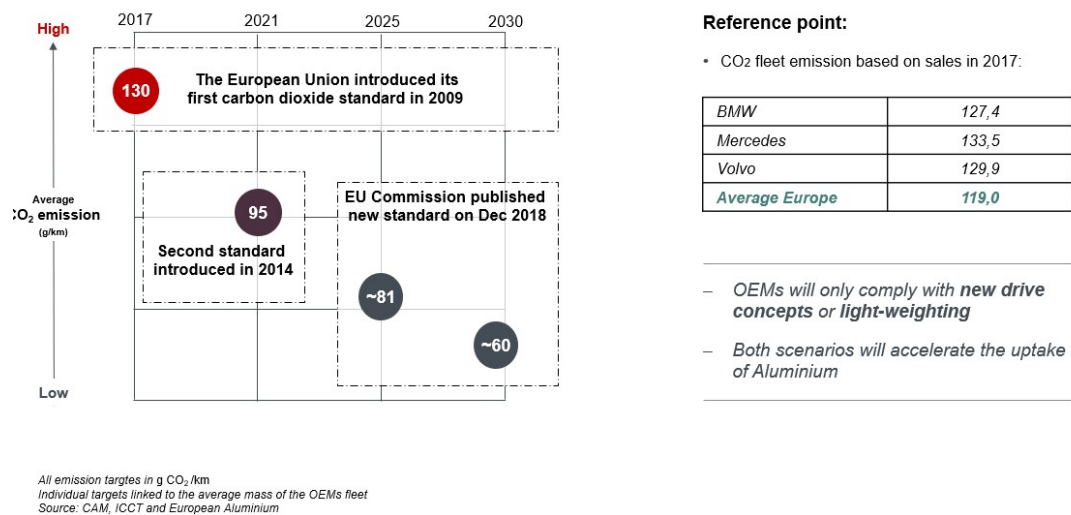 2017 2021 2025 2030
High
130
The European Union introduced its
first carbon dioxide standard in 2009
Average
CO₂ emission
(g/km)
95
Second standard
introduced in 2014
EU Commission published
new standard on Dec 2018
~81
~60
Low
All emission targtes in g CO₂ /km
Individual targets linked to the average mass of the OEMs fleet
Source: CAM, ICCT and European Aluminium
Reference point:
• CO2 fleet emission based on sales in 2017:
BMW 127,4
Mercedes 133,5
Volvo 129,9
Average Europe 119,0
– OEMs will only comply with new drive
concepts or light-weighting
– Both scenarios will accelerate the uptake
of Aluminium